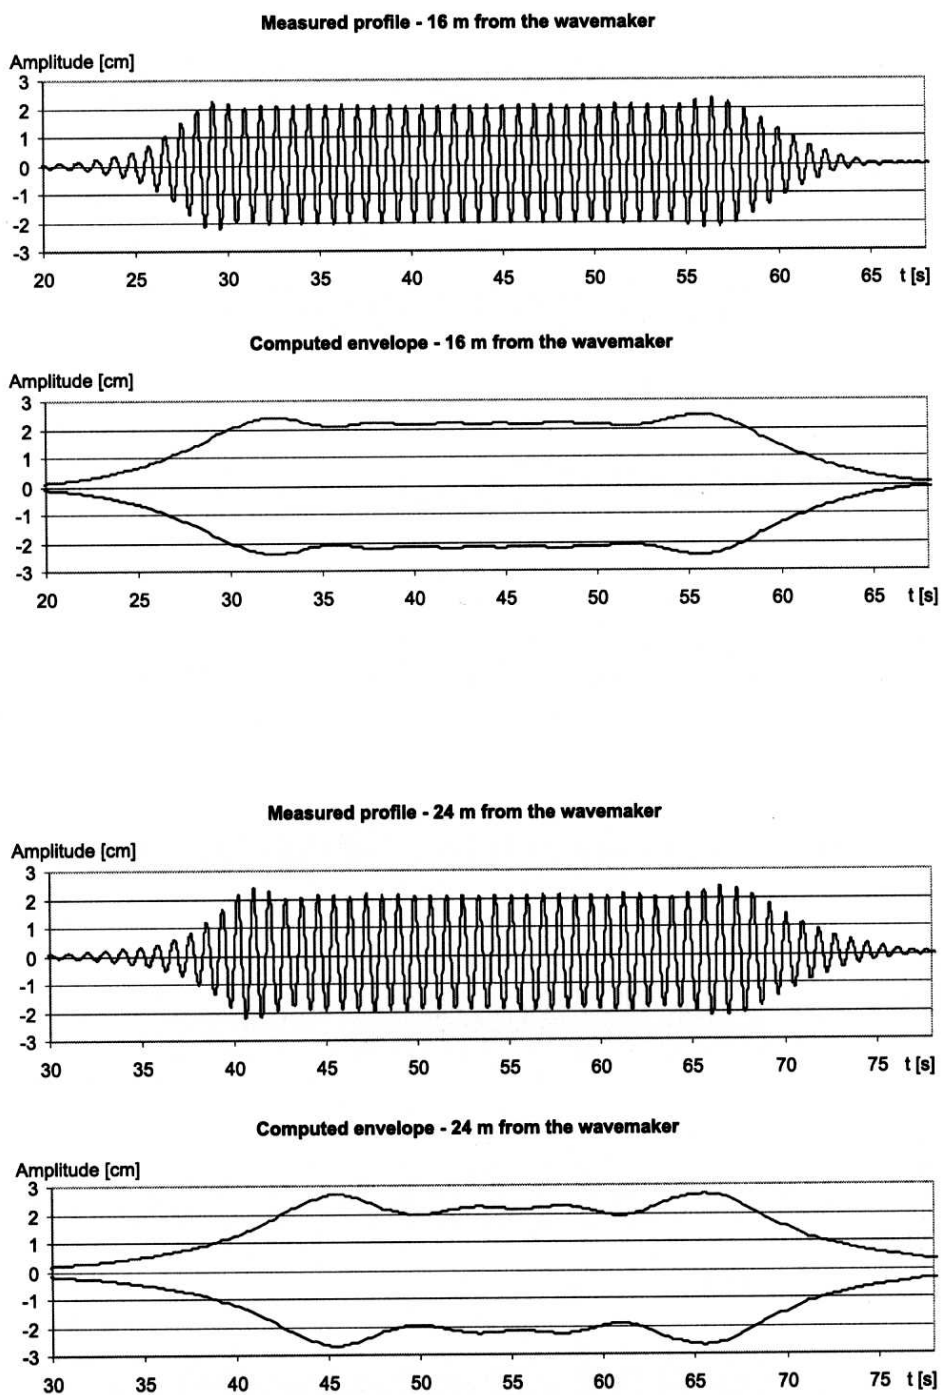 Measured profile - 16 m from the wavemaker
Amplitude [cm]
3
2
1
0
-1
-2
-3
20 25 30 35 40 45 50 55 60 65 t [s]
Computed envelope - 16 m from the wavemaker
Amplitude [cm]
3
2
1
0
-1
-2
-3
20 25 30 35 40 45 50 55 60 65 t [s]
Measured profile - 24 m from the wavemaker
Amplitude [cm]
3
2
1
0
-1
-2
-3
30 35 40 45 50 55 60 65 70 75 t [s]
Computed envelope - 24 m from the wavemaker
Amplitude [cm]
3
2
1
0
-1
-2
-3
30 35 40 45 50 55 60 65 70 75 t [s]